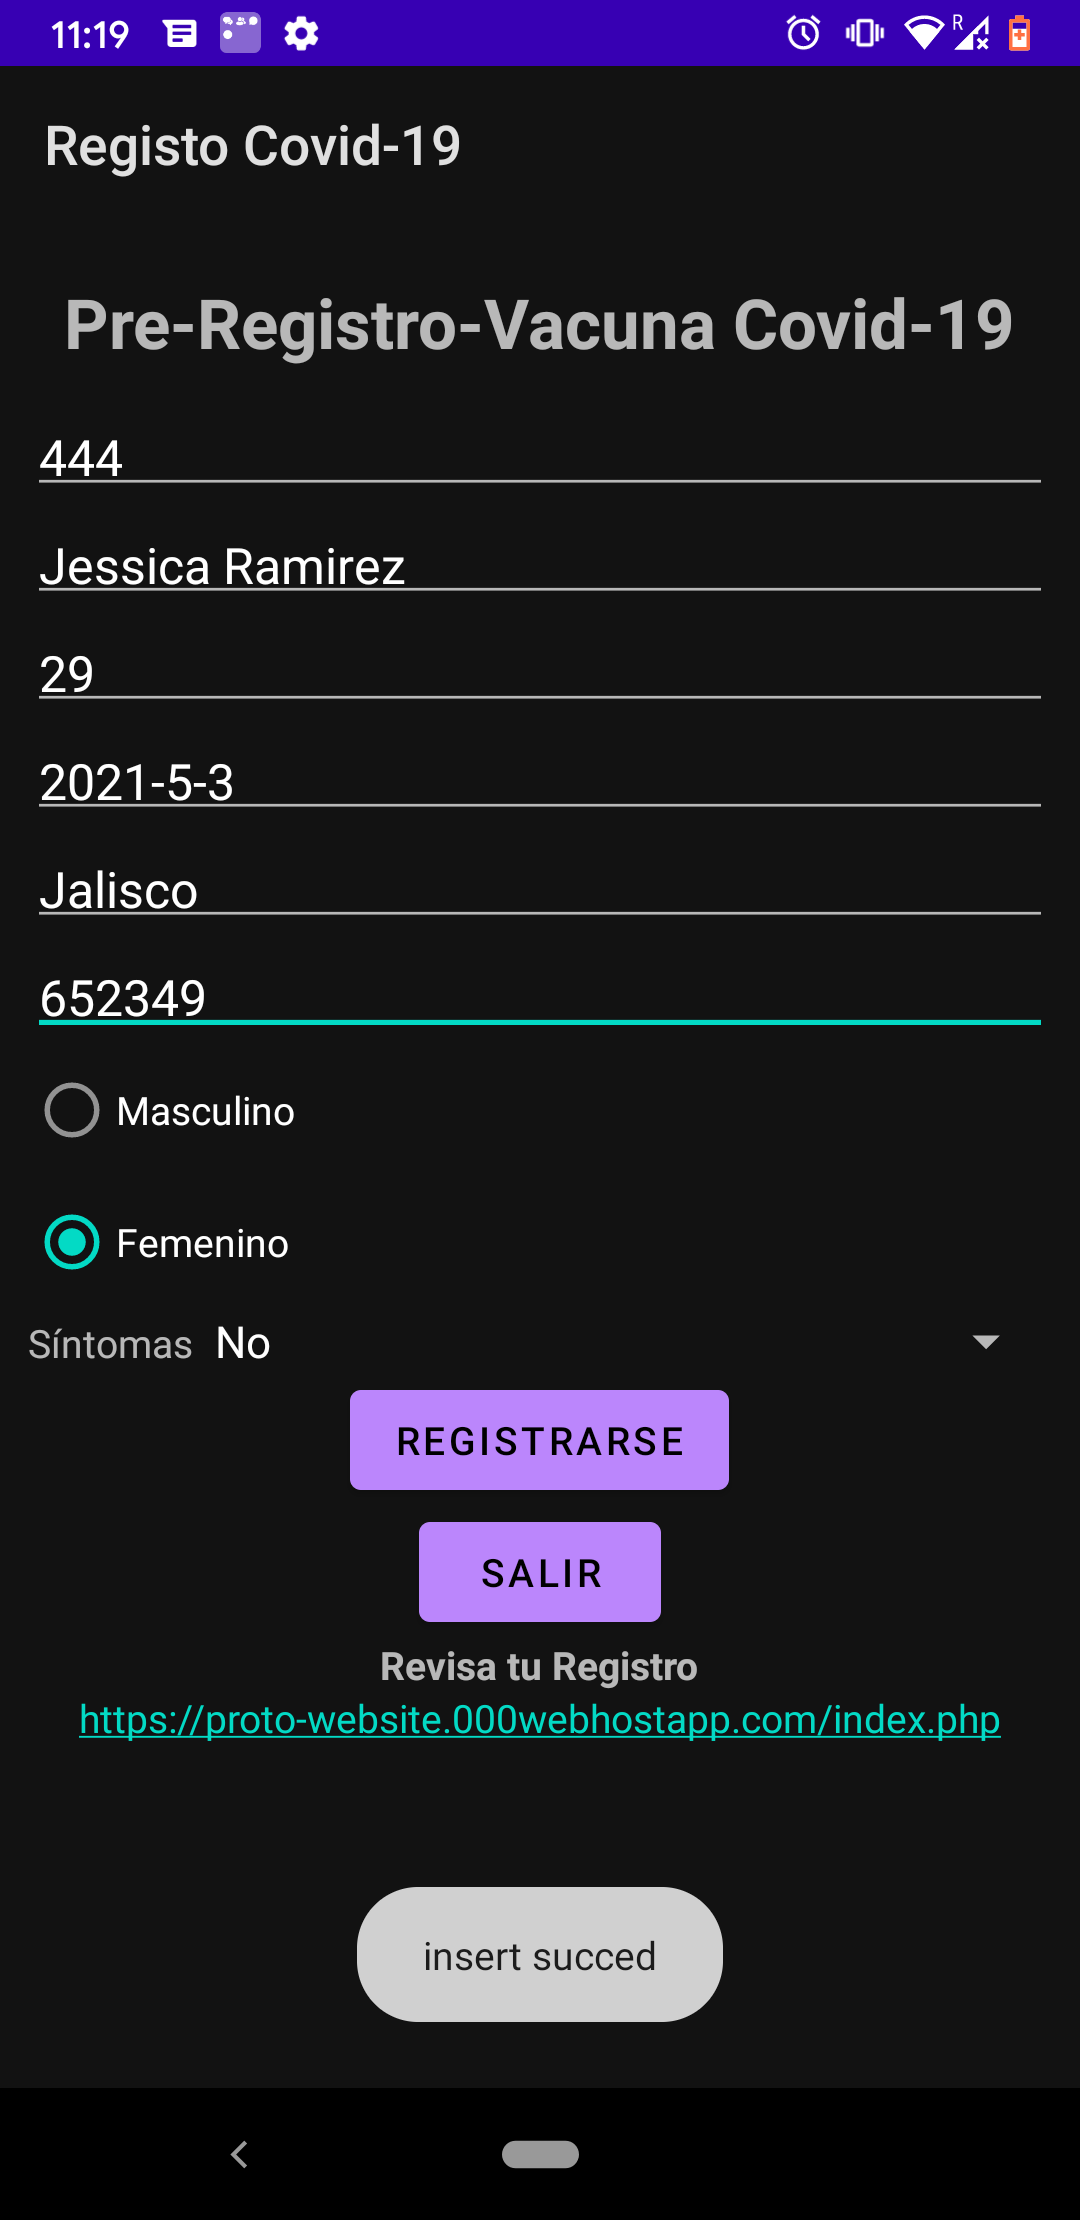 11:19
R
Registo Covid-19
Pre-Registro-Vacuna Covid-19
444
Jessica Ramirez
29
2021-5-3
Jalisco
652349
Masculino
Femenino
Síntomas No
REGISTRARSE
SALIR
Revisa tu Registro
https://proto-website.000webhostapp.com/index.php
insert succed